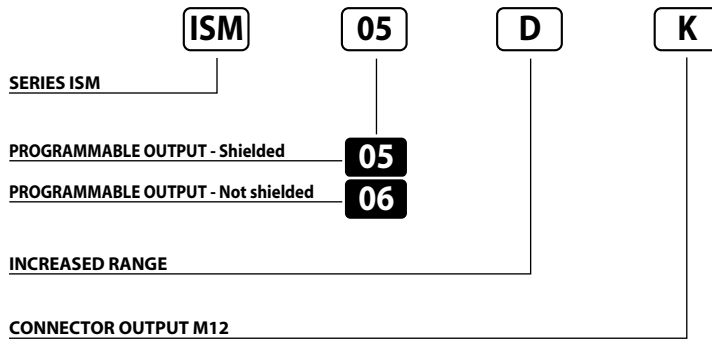 ISM 05 D K
SERIES ISM
PROGRAMMABLE OUTPUT - Shielded 05
PROGRAMMABLE OUTPUT - Not shielded 06
INCREASED RANGE
CONNECTOR OUTPUT M12